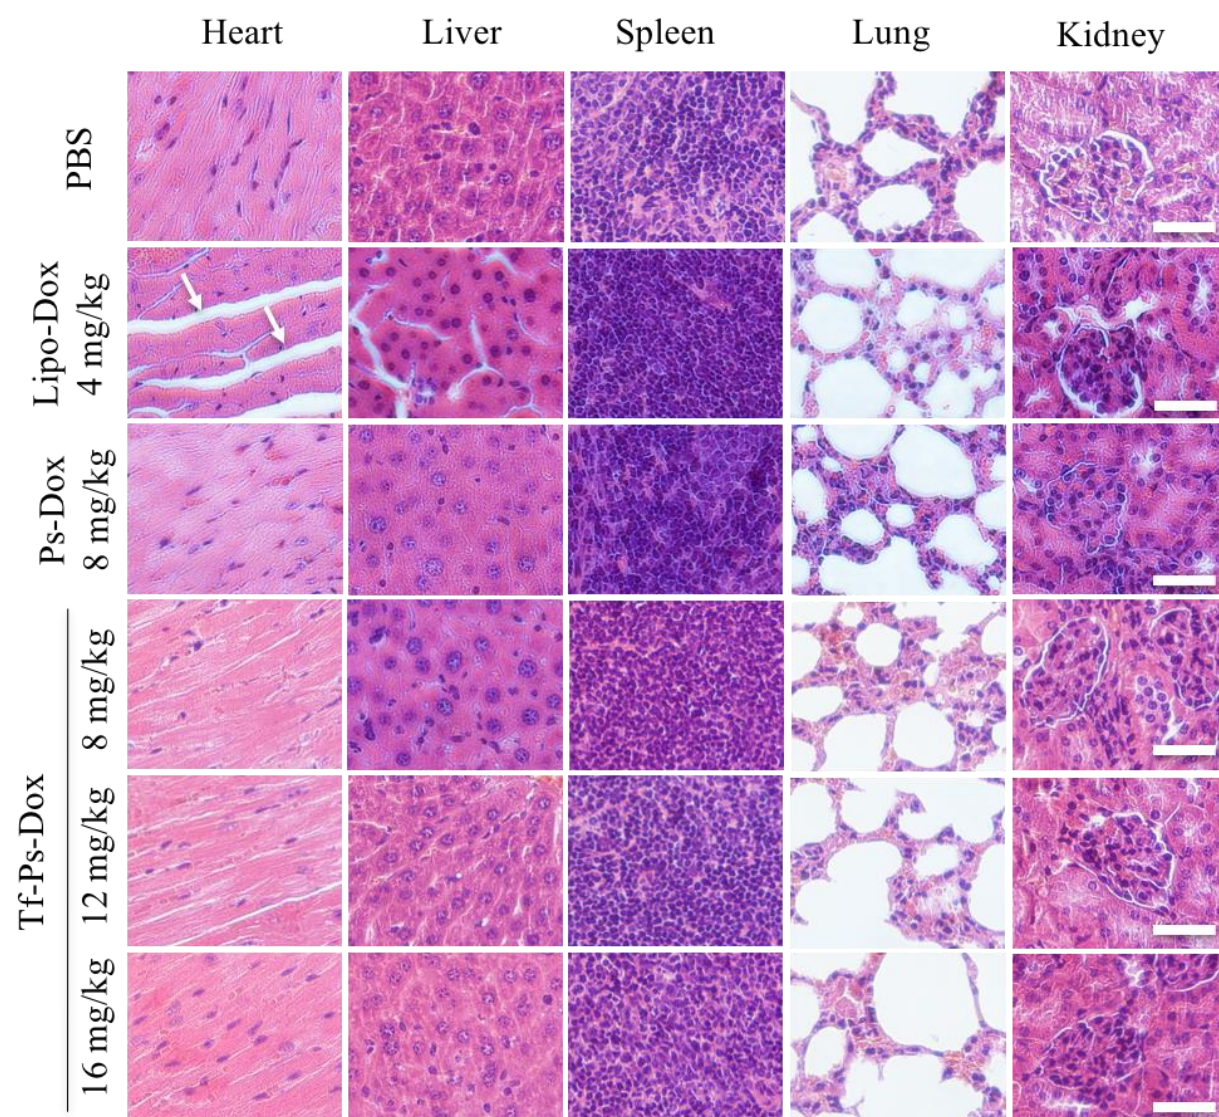 Heart Liver Spleen Lung Kidney
PBS
Lipo-Dox
4 mg/kg
Ps-Dox
8 mg/kg
Tf-Ps-Dox
8 mg/kg
12 mg/kg
16 mg/kg